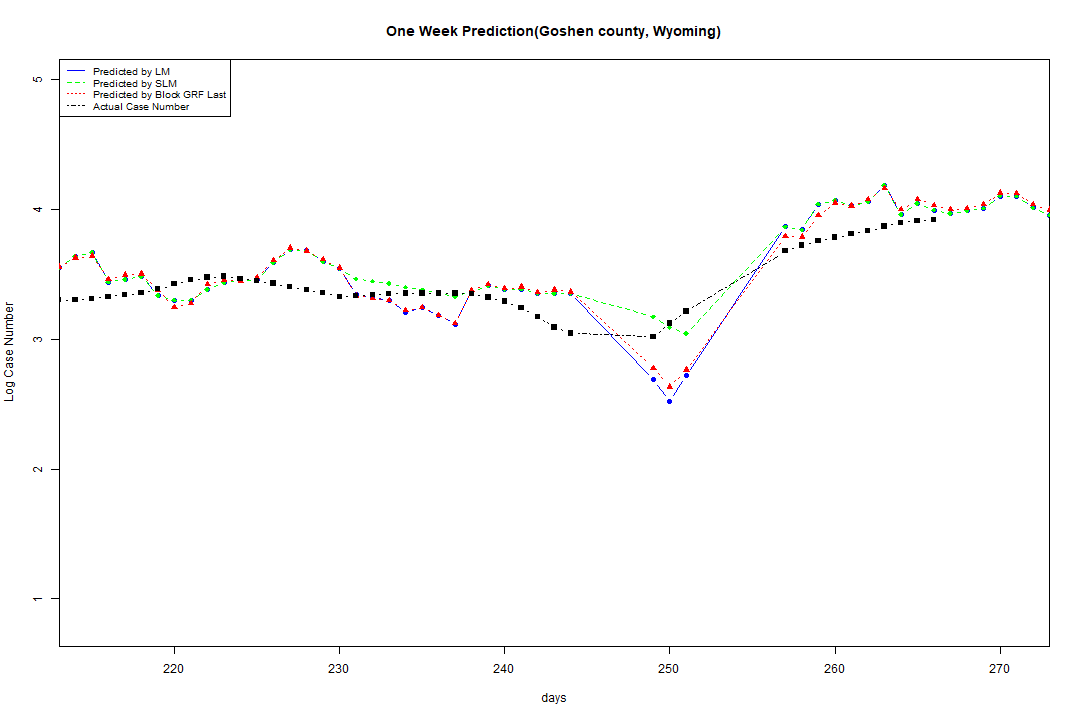 One Week Prediction(Goshen county, Wyoming)
Predicted by LM
Predicted by SLM
Predicted by Block GRF Last
Actual Case Number
5
4
3
2
1
Log Case Number
220 230 240 250 260 270
days